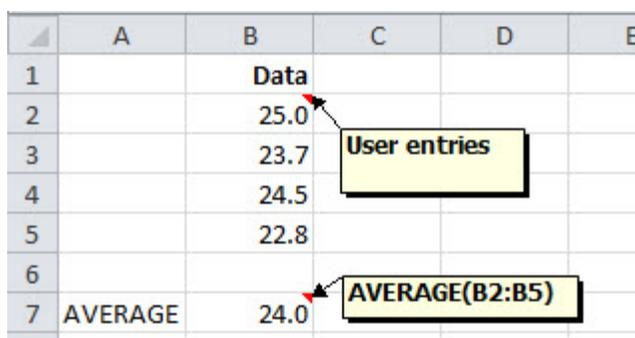 A B C D E
1 Data
2 25.0
3 23.7 User entries
4 24.5
5 22.8
6
7 AVERAGE 24.0 AVERAGE(B2:B5)